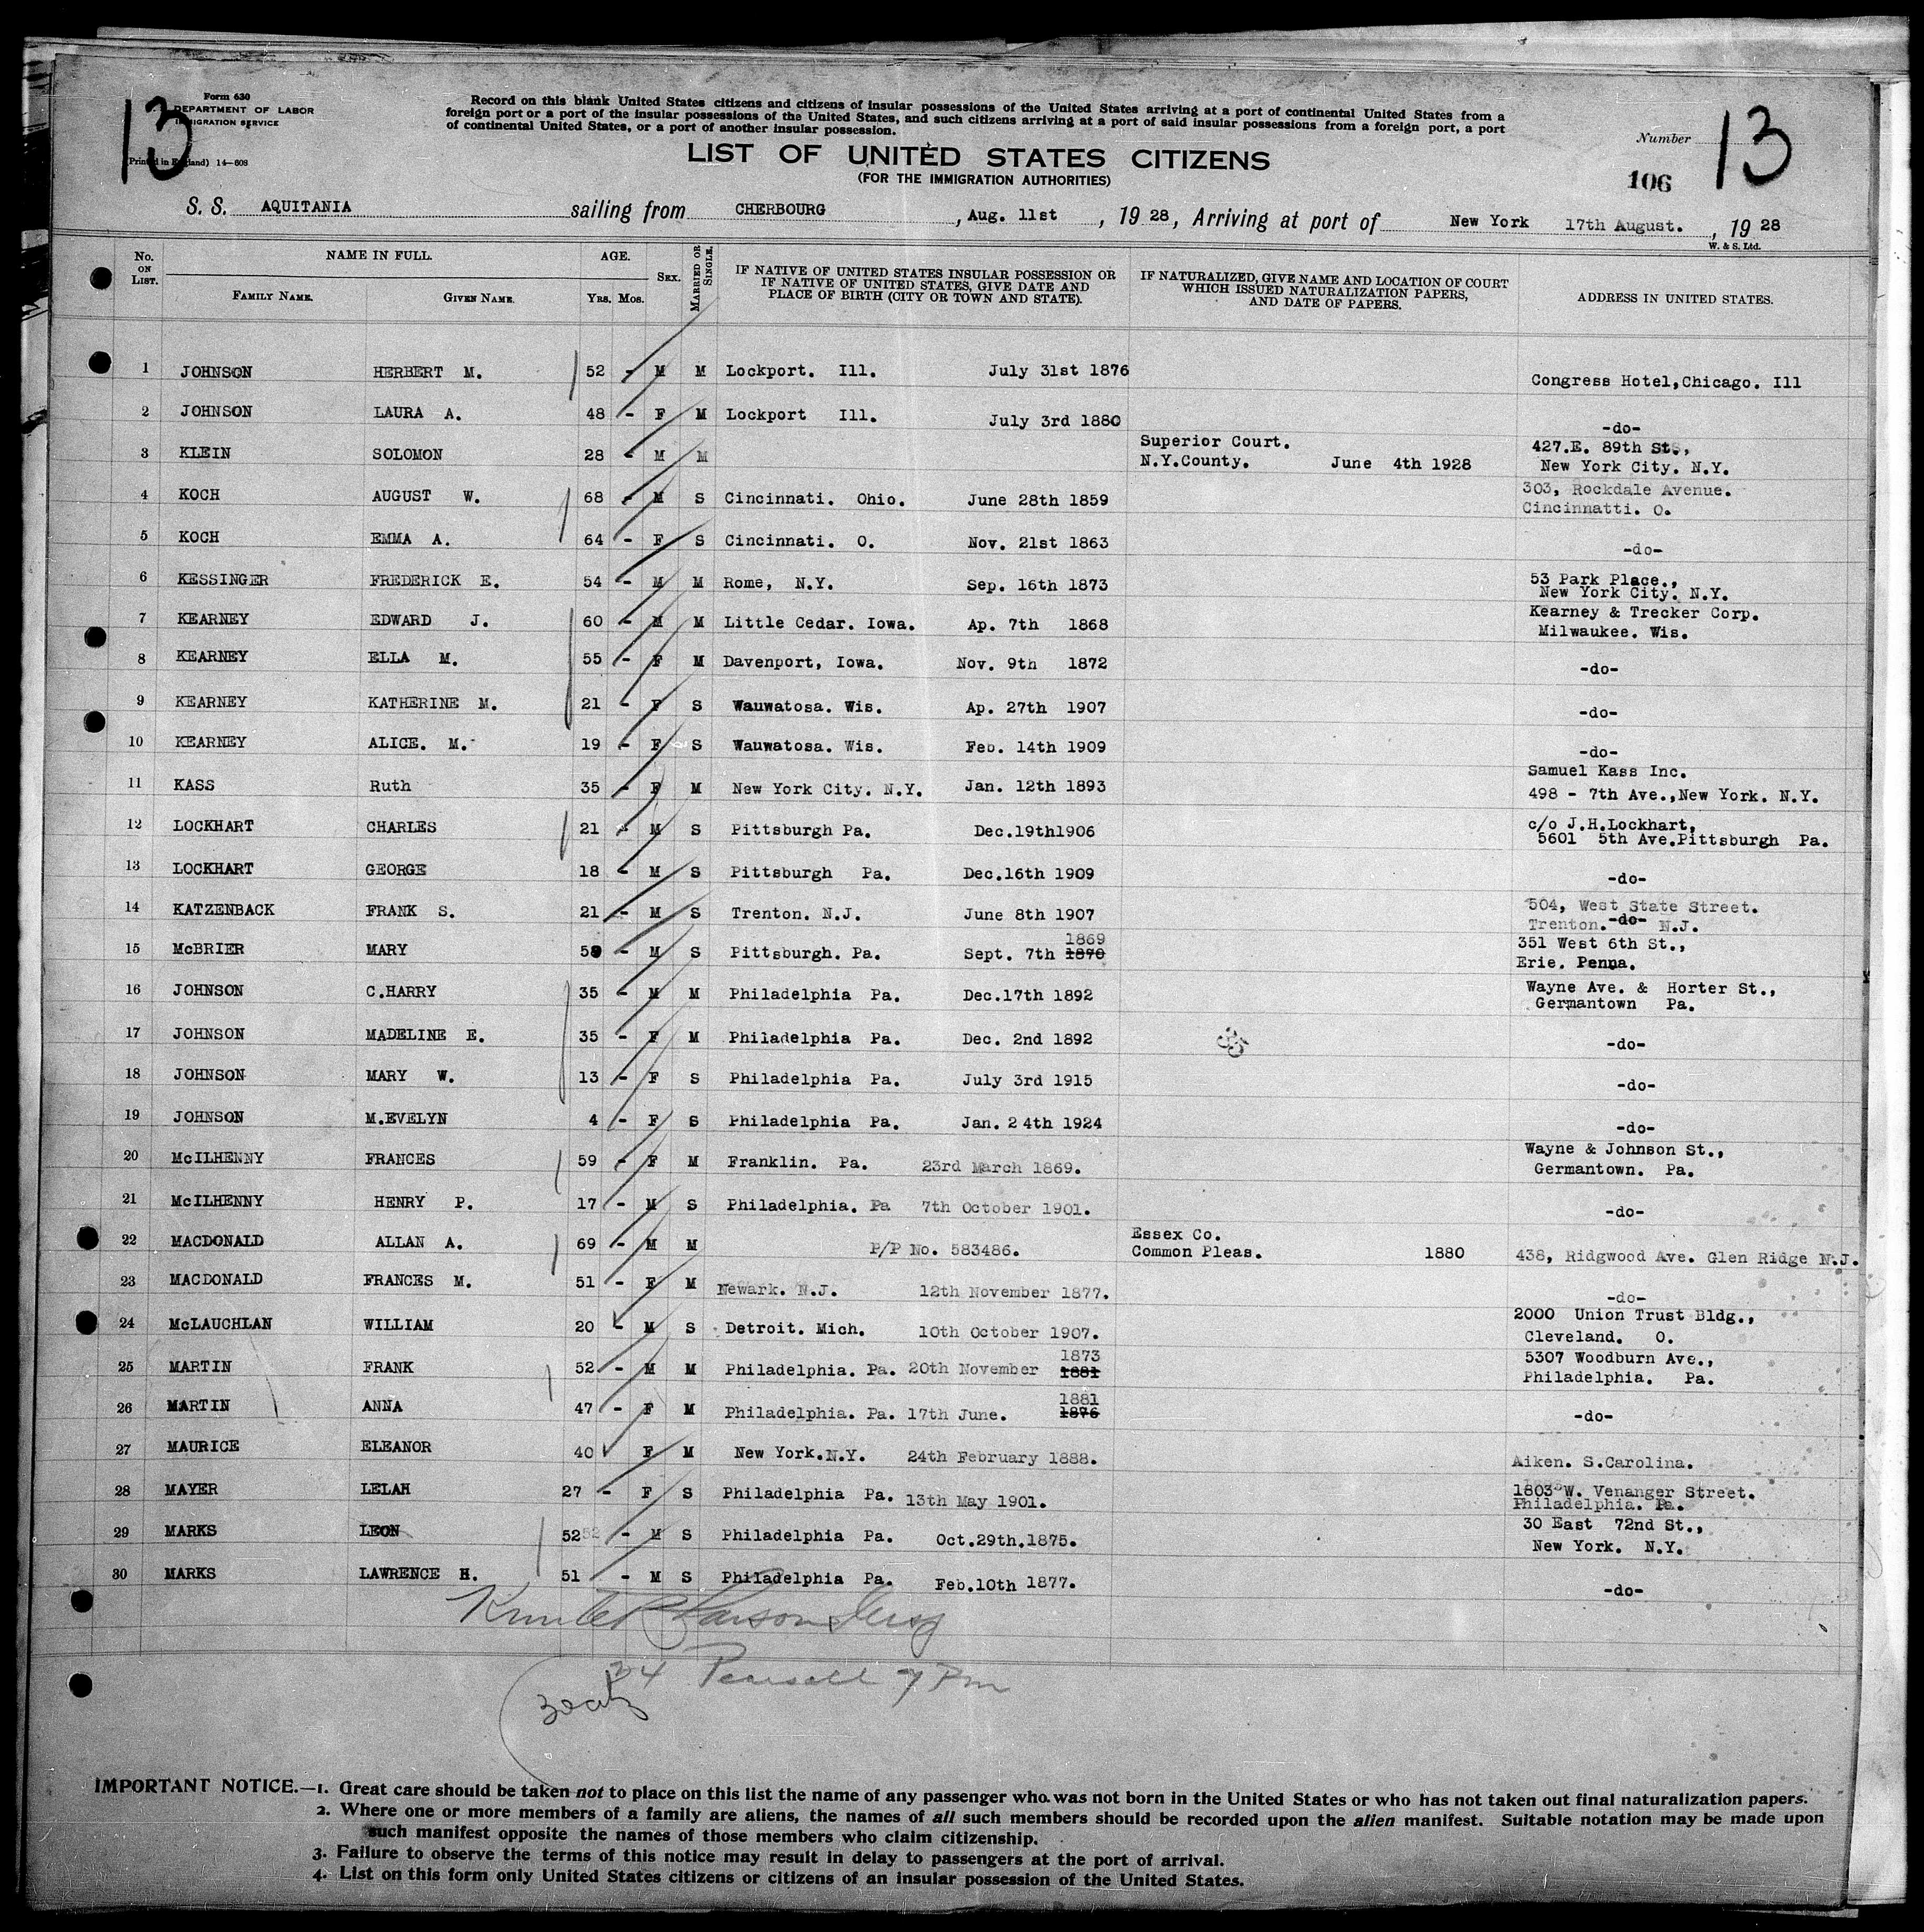 Form 630
DEPARTMENT OF LABOR
IMMIGRATION SERVICE
(Printed in England) 14—608
13
Record on this blank United States citizens and citizens of insular possessions of the United States arriving at a port of continental United States from a
foreign port or a port of the insular possessions of the United States, and such citizens arriving at a port of said insular possessions from a foreign port, a port
of continental United States, or a port of another insular possession.
LIST OF UNITED STATES CITIZENS
(FOR THE IMMIGRATION AUTHORITIES)
Number 13
106
S. S. AQUITANIA sailing from CHERBOURG, Aug. 11st, 19 28, Arriving at port of New York 17th August., 19 28
W. & S. Ltd.
No. ON LIST. NAME IN FULL. FAMILY NAME. GIVEN NAME. AGE. YRS. MOS. SEX. MARRIED OR SINGLE. IF NATIVE OF UNITED STATES INSULAR POSSESSION OR IF NATIVE OF UNITED STATES, GIVE DATE AND PLACE OF BIRTH (CITY OR TOWN AND STATE). IF NATURALIZED, GIVE NAME AND LOCATION OF COURT WHICH ISSUED NATURALIZATION PAPERS, AND DATE OF PAPERS. ADDRESS IN UNITED STATES.
1 JOHNSON HERBERT M. 52 - M M Lockport. Ill. July 31st 1876 Congress Hotel,Chicago. Ill
2 JOHNSON LAURA A. 48 - F M Lockport Ill. July 3rd 1880 -do-
3 KLEIN SOLOMON 28 - M M Superior Court. N.Y.County. June 4th 1928 427.E. 89th St., New York City. N.Y.
4 KOCH AUGUST W. 68 - M S Cincinnati. Ohio. June 28th 1859 303, Rockdale Avenue. Cincinnatti. O.
5 KOCH EMMA A. 64 - F S Cincinnati. O. Nov. 21st 1863 -do-
6 KESSINGER FREDERICK E. 54 - M M Rome, N.Y. Sep. 16th 1873 53 Park Place., New York City. N.Y.
7 KEARNEY EDWARD J. 60 - M M Little Cedar. Iowa. Ap. 7th 1868 Kearney & Trecker Corp. Milwaukee. Wis.
8 KEARNEY ELLA M. 55 - F M Davenport, Iowa. Nov. 9th 1872 -do-
9 KEARNEY KATHERINE M. 21 - F S Wauwatosa. Wis. Ap. 27th 1907 -do-
10 KEARNEY ALICE. M. 19 - F S Wauwatosa. Wis. Feb. 14th 1909 -do-
11 KASS Ruth 35 - F M New York City. N.Y. Jan. 12th 1893 Samuel Kass Inc. 498 - 7th Ave.,New York. N.Y.
12 LOCKHART CHARLES 21 - M S Pittsburgh Pa. Dec.19th1906 c/o J.H.Lockhart, 5601 5th Ave.Pittsburgh Pa.
13 LOCKHART GEORGE 18 - M S Pittsburgh Pa. Dec.16th 1909 -do-
14 KATZENBACK FRANK S. 21 - M S Trenton. N.J. June 8th 1907 504, West State Street. Trenton. -do- N.J.
15 McBRIER MARY 5 - M S Pittsburgh. Pa. Sept. 7th 1869 1870 351 West 6th St., Erie. Penna.
16 JOHNSON C.HARRY 35 - M M Philadelphia Pa. Dec.17th 1892 Wayne Ave. & Horter St., Germantown Pa.
17 JOHNSON MADELINE E. 35 - F M Philadelphia Pa. Dec. 2nd 1892 -do-
18 JOHNSON MARY W. 13 - F S Philadelphia Pa. July 3rd 1915 -do-
19 JOHNSON M.EVELYN 4 - F S Philadelphia Pa. Jan. 24th 1924 -do-
20 McILHENNY FRANCES 59 - F M Franklin. Pa. 23rd March 1869. Wayne & Johnson St., Germantown. Pa.
21 McILHENNY HENRY P. 17 - M S Philadelphia. Pa 7th October 1901. -do-
22 MACDONALD ALLAN A. 69 - M M P/P No. 583486. Essex Co. Common Pleas. 1880 438, Ridgwood Ave. Glen Ridge N.J.
23 MACDONALD FRANCES M. 51 - F M Newark. N.J. 12th November 1877. -do-
24 McLAUCHLAN WILLIAM 20 - M S Detroit. Mich. 10th October 1907. 2000 Union Trust Bldg., Cleveland. O.
25 MARTIN FRANK 52 - M M Philadelphia. Pa. 20th November 1873 1881 5307 Woodburn Ave., Philadelphia. Pa.
26 MARTIN ANNA 47 - F M Philadelphia. Pa. 17th June. 1881 1876 -do-
27 MAURICE ELEANOR 40 F M New York.N.Y. 24th February 1888. Aiken. S.Carolina.
28 MAYER LELAH 27 - F S Philadelphia Pa. 13th May 1901. 1803 W. Venanger Street. Philadelphia. Pa.
29 MARKS LEON 52 52 - M S Philadelphia Pa. Oct.29th.1875. 30 East 72nd St., New York. N.Y.
30 MARKS LAWRENCE H. 51 - M S Philadelphia Pa. Feb.10th 1877. -do-
24 Pearsall 7 Pm
IMPORTANT NOTICE.—1. Great care should be taken not to place on this list the name of any passenger who was not born in the United States or who has not taken out final naturalization papers.
2. Where one or more members of a family are aliens, the names of all such members should be recorded upon the alien manifest. Suitable notation may be made upon
such manifest opposite the names of those members who claim citizenship.
3. Failure to observe the terms of this notice may result in delay to passengers at the port of arrival.
4. List on this form only United States citizens or citizens of an insular possession of the United States.